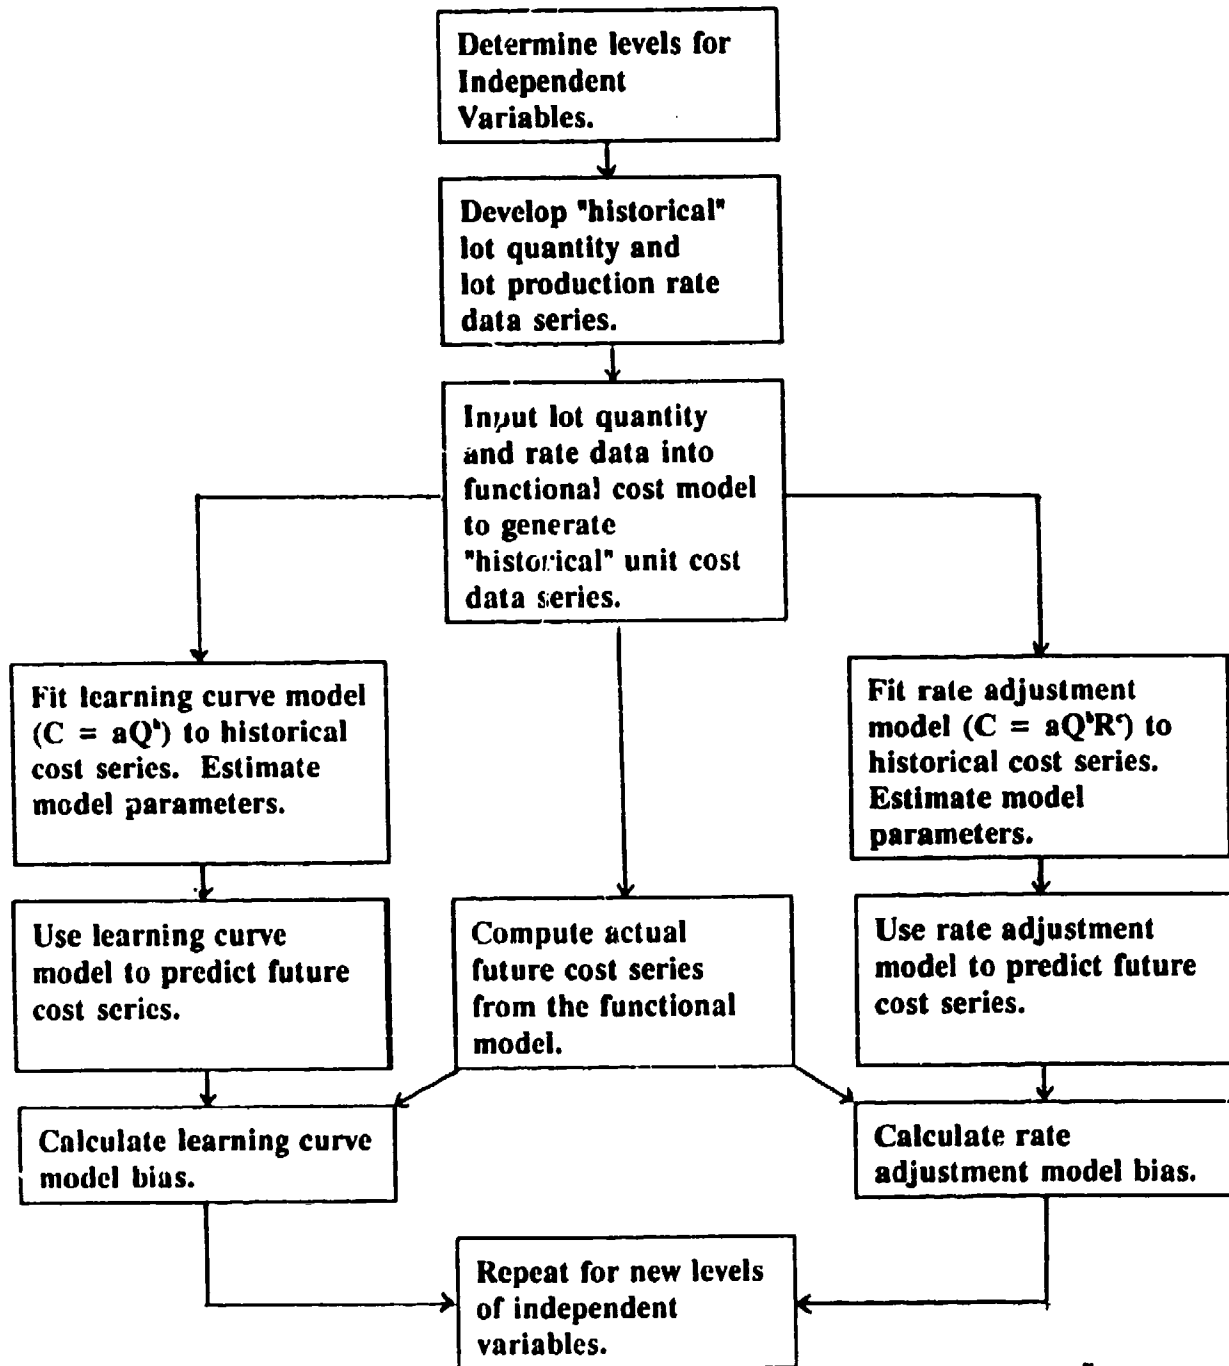 Determine levels for
Independent
Variables.
Develop "historical"
lot quantity and
lot production rate
data series.
Input lot quantity
and rate data into
functional cost model
to generate
"historical" unit cost
data series.
Fit learning curve model
(C = aQᵇ) to historical
cost series. Estimate
model parameters.
Fit rate adjustment
model (C = aQᵇRᶜ) to
historical cost series.
Estimate model
parameters.
Use learning curve
model to predict future
cost series.
Compute actual
future cost series
from the functional
model.
Use rate adjustment
model to predict future
cost series.
Calculate learning curve
model bias.
Calculate rate
adjustment model bias.
Repeat for new levels
of independent
variables.